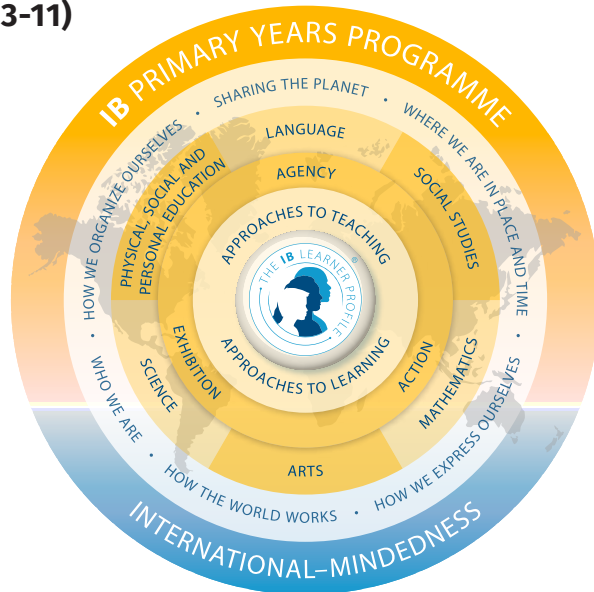 3-11)
IB PRIMARY YEARS PROGRAMME
SHARING THE PLANET
WHERE WE ARE IN PLACE AND TIME
HOW WE EXPRESS OURSELVES
HOW THE WORLD WORKS
WHO WE ARE
HOW WE ORGANIZE OURSELVES
LANGUAGE
SOCIAL STUDIES
MATHEMATICS
ARTS
SCIENCE
PHYSICAL, SOCIAL AND
PERSONAL EDUCATION
AGENCY
ACTION
EXHIBITION
APPROACHES TO TEACHING
APPROACHES TO LEARNING
THE IB LEARNER PROFILE
®
INTERNATIONAL–MINDEDNESS